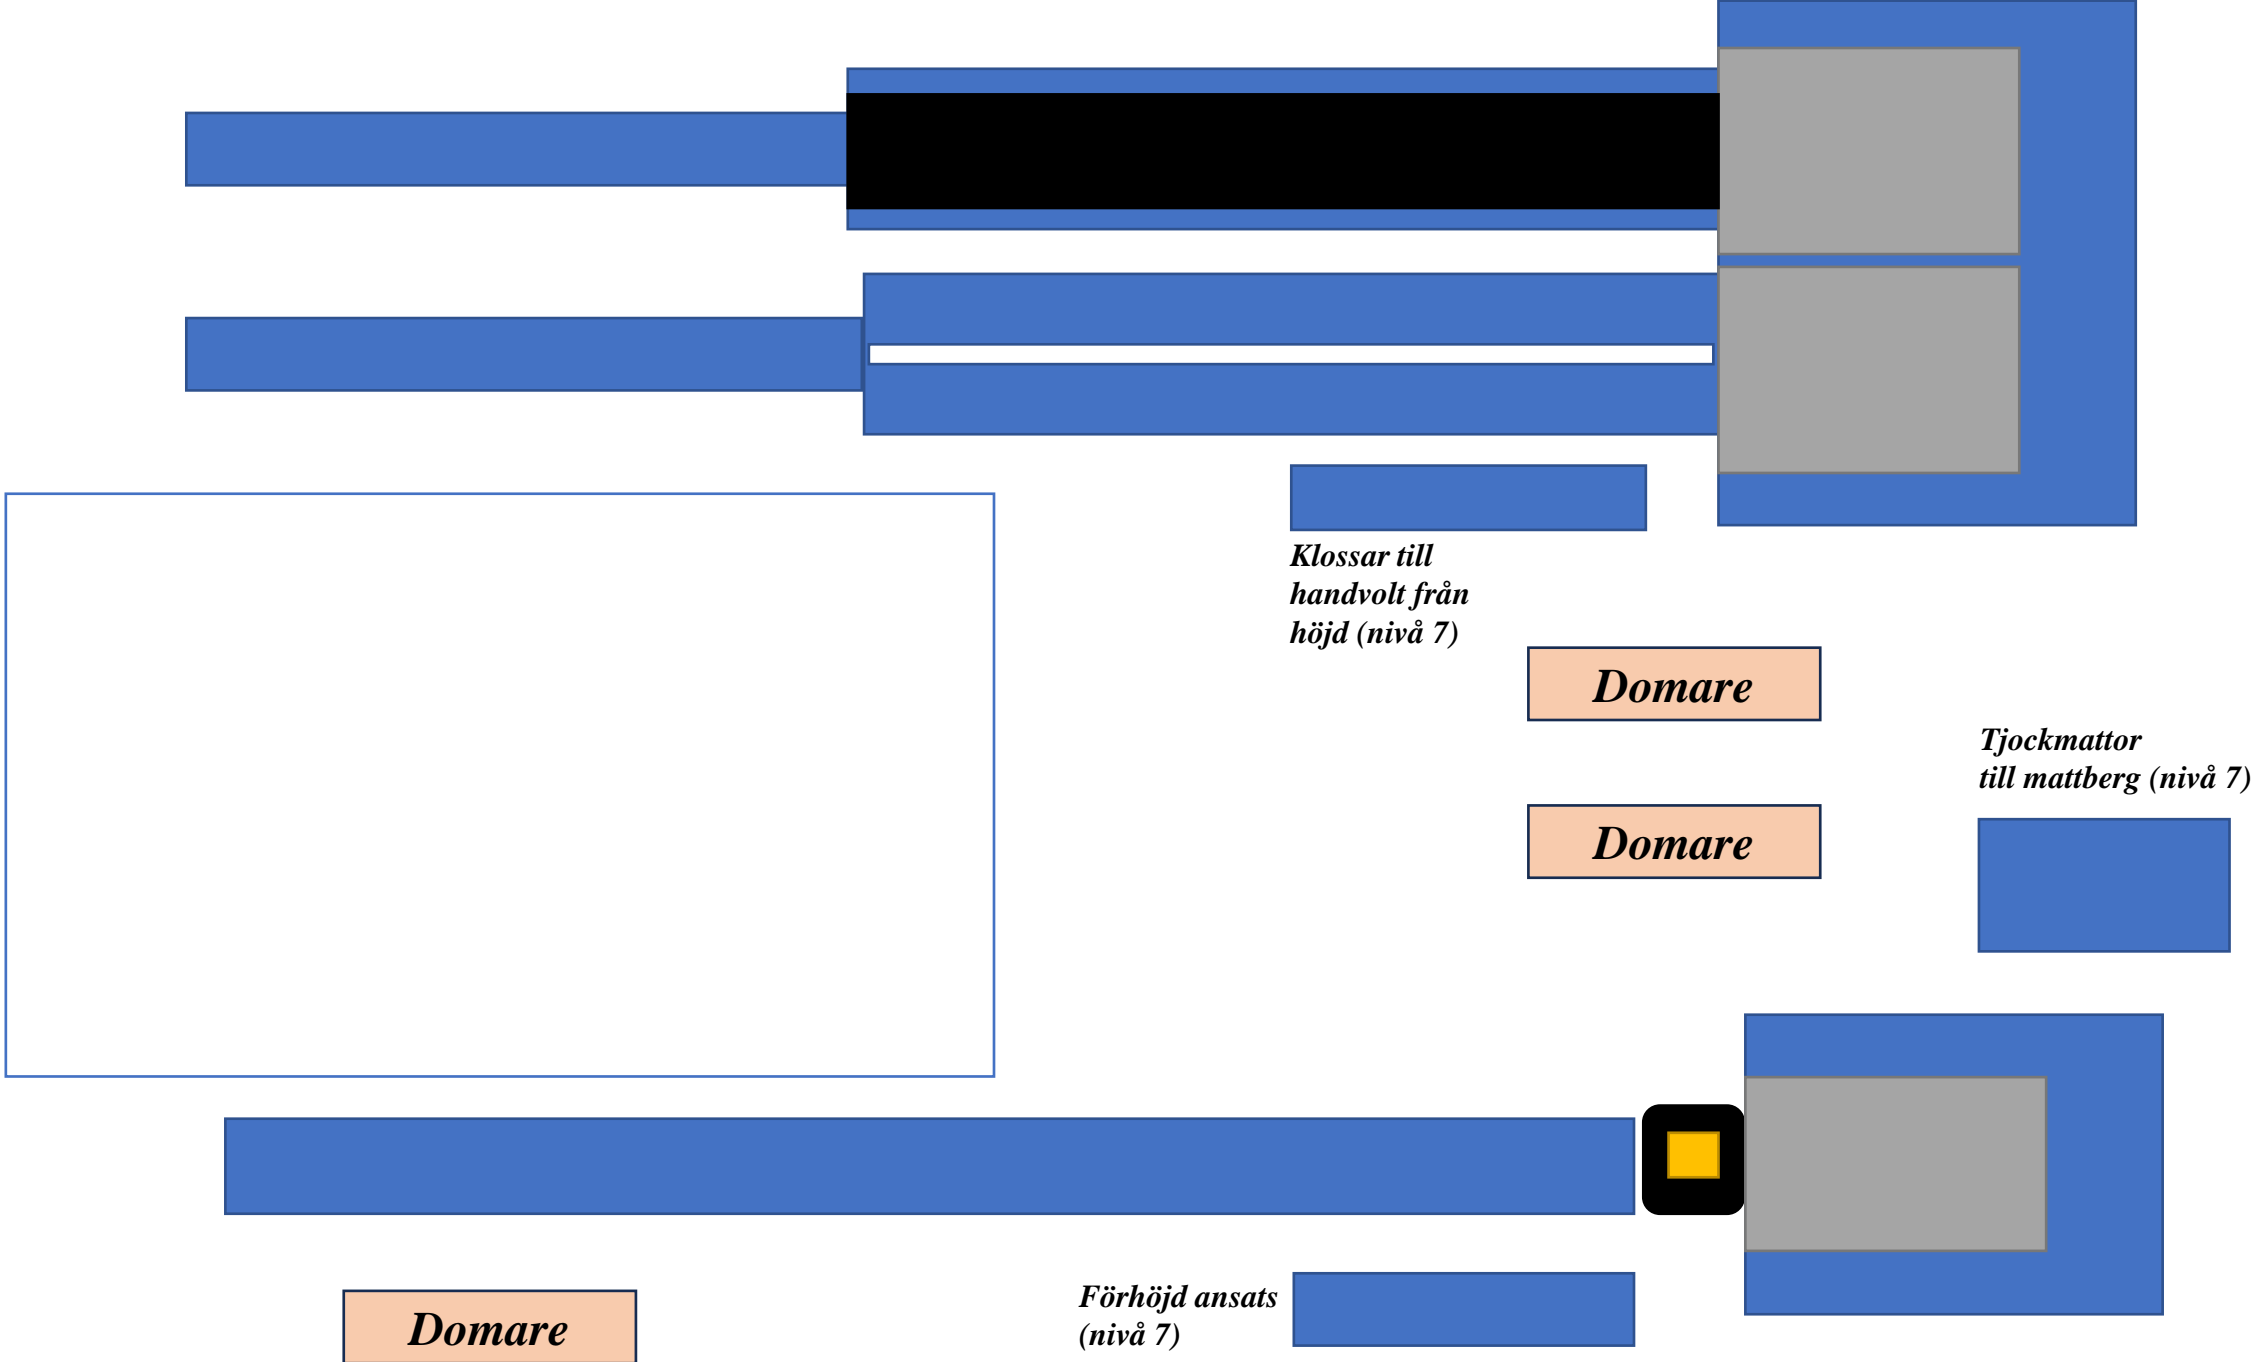 Klossar till
handvolt från
höjd (nivå 7)
Domare
Tjockmattor
till mattberg (nivå 7)
Domare
Förhöjd ansats
(nivå 7)
Domare